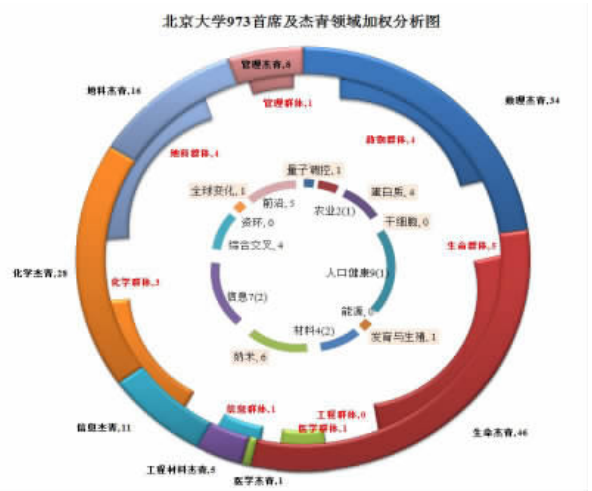 北京大学973首席及杰青领域加权分析图
管理杰青,8
地科杰青,16
数理杰青,34
管理群体,1
数理群体,4
地科群体,4
量子调控, 1
全球变化, 1
前沿, 5
农业2(1)
蛋白质, 4
干细胞, 0
资环, 0
生命群体,5
综合交叉, 4
人口健康9(1)
化学杰青,28
化学群体,3
信息7(2)
能源, 0
材料4(2)
发育与生殖, 1
纳米, 6
信息群体,1
工程群体,0
医学群体,1
信息杰青,11
生命杰青,46
工程材料杰青,5
医学杰青,1